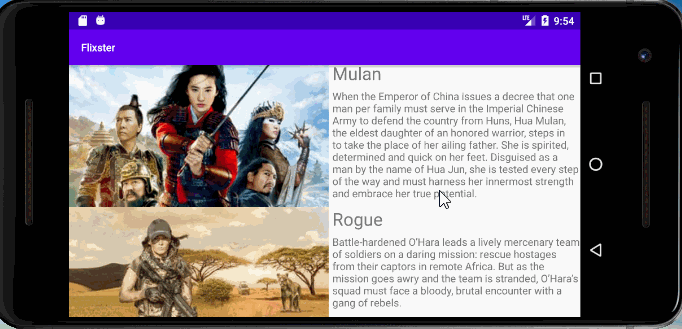 LTE 9:54
Flixster
Mulan
When the Emperor of China issues a decree that one
man per family must serve in the Imperial Chinese
Army to defend the country from Huns, Hua Mulan,
the eldest daughter of an honored warrior, steps in
to take the place of her ailing father. She is spirited,
determined and quick on her feet. Disguised as a
man by the name of Hua Jun, she is tested every step
of the way and must harness her innermost strength
and embrace her true potential.
Rogue
Battle-hardened O'Hara leads a lively mercenary team
of soldiers on a daring mission: rescue hostages
from their captors in remote Africa. But as the
mission goes awry and the team is stranded, O'Hara's
squad must face a bloody, brutal encounter with a
gang of rebels.